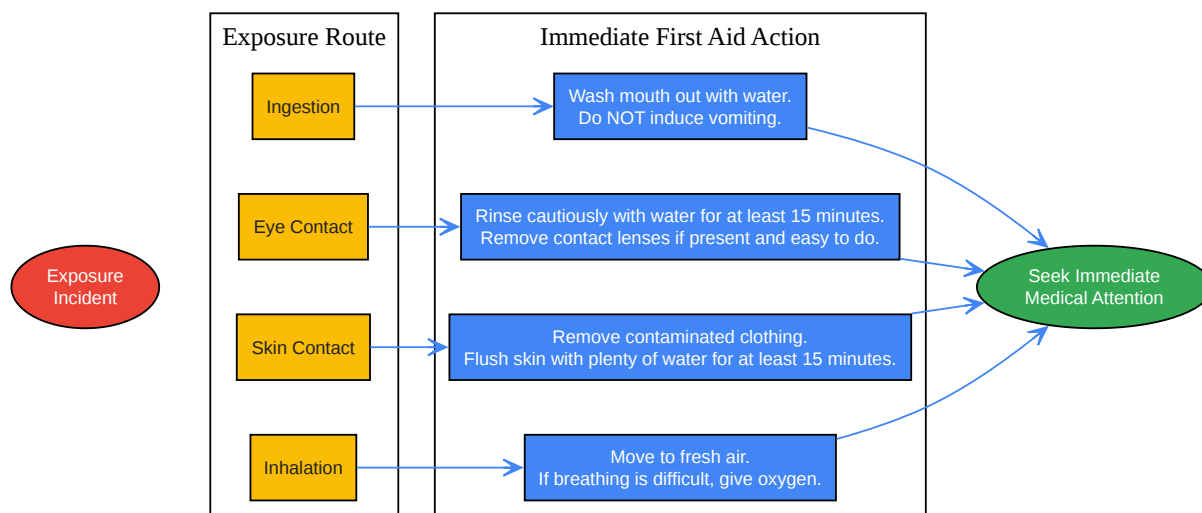 Exposure Route
Immediate First Aid Action
Ingestion
Wash mouth out with water.
Do NOT induce vomiting.
Eye Contact
Rinse cautiously with water for at least 15 minutes.
Remove contact lenses if present and easy to do.
Exposure
Incident
Seek Immediate
Medical Attention
Skin Contact
Remove contaminated clothing.
Flush skin with plenty of water for at least 15 minutes.
Inhalation
Move to fresh air.
If breathing is difficult, give oxygen.